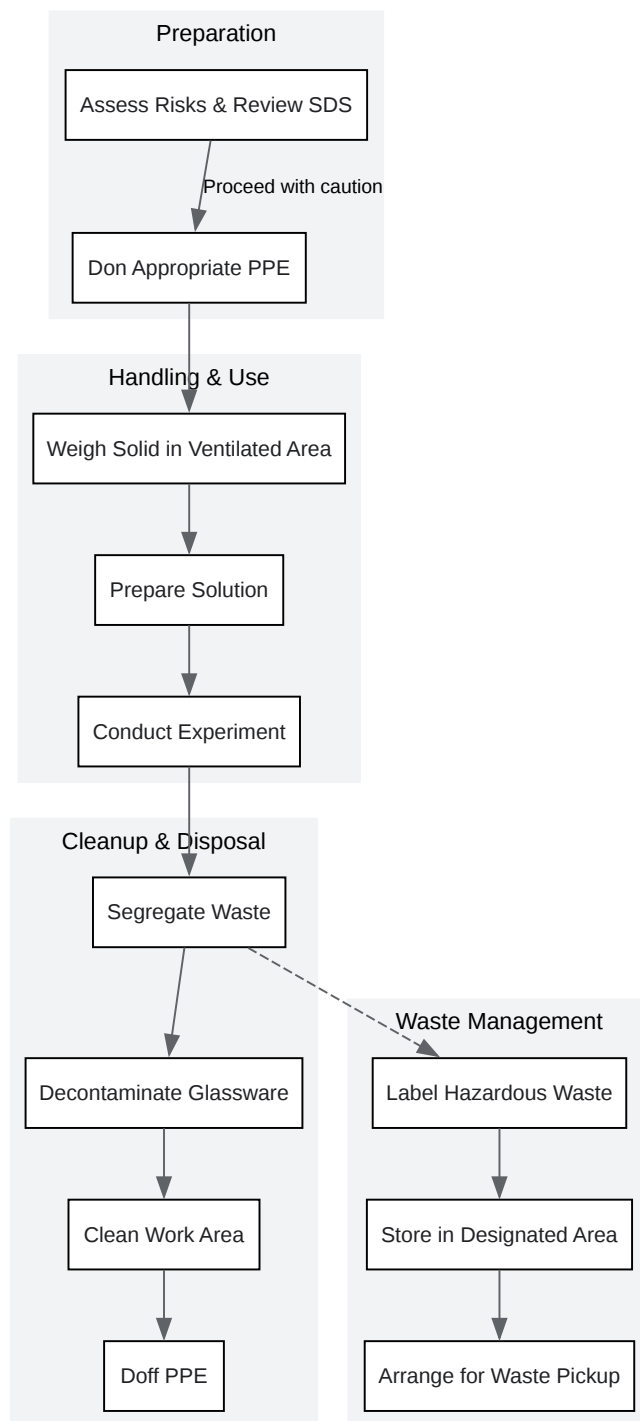 Preparation
Assess Risks & Review SDS
Proceed with caution
Don Appropriate PPE
Handling & Use
Weigh Solid in Ventilated Area
Prepare Solution
Conduct Experiment
Cleanup & Disposal
Segregate Waste
Waste Management
Decontaminate Glassware
Label Hazardous Waste
Clean Work Area
Store in Designated Area
Doff PPE
Arrange for Waste Pickup